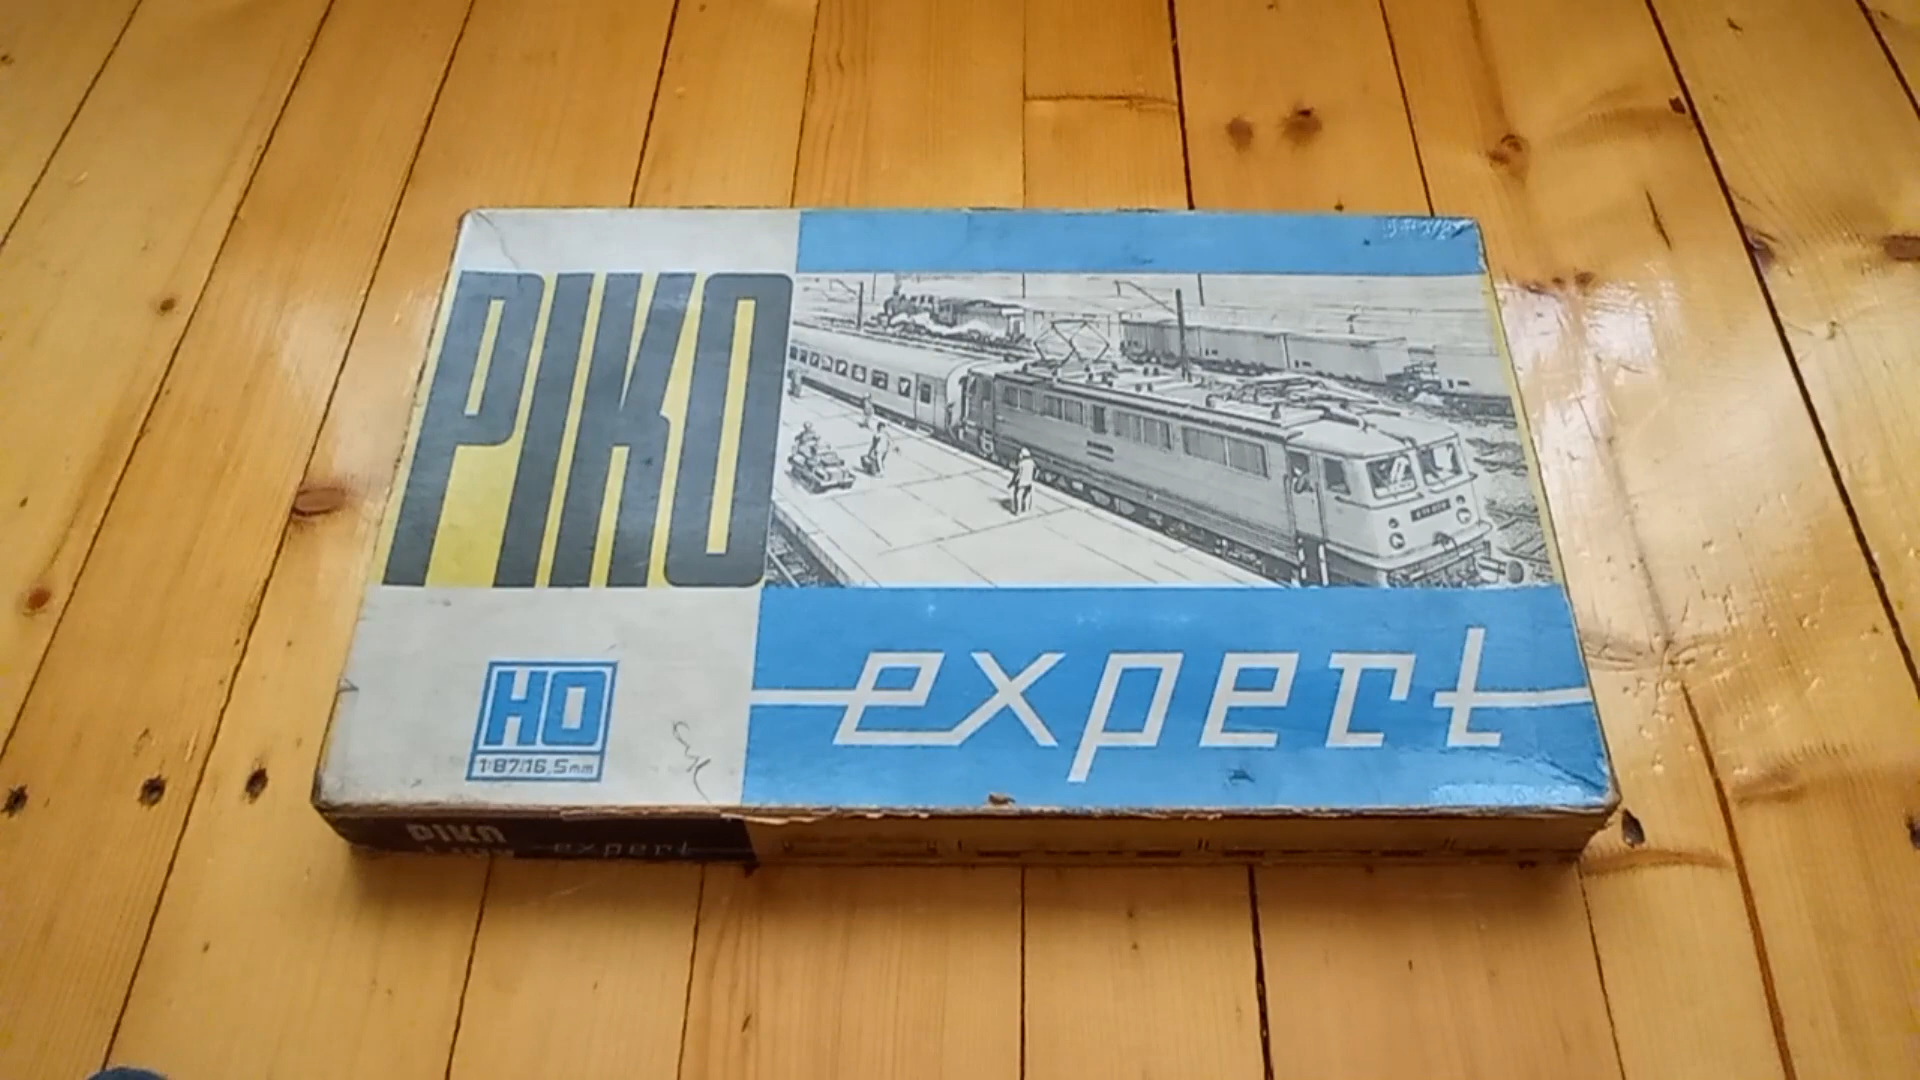 PIKO
expert
HO
1:87/16,5mm
PIKO
expert